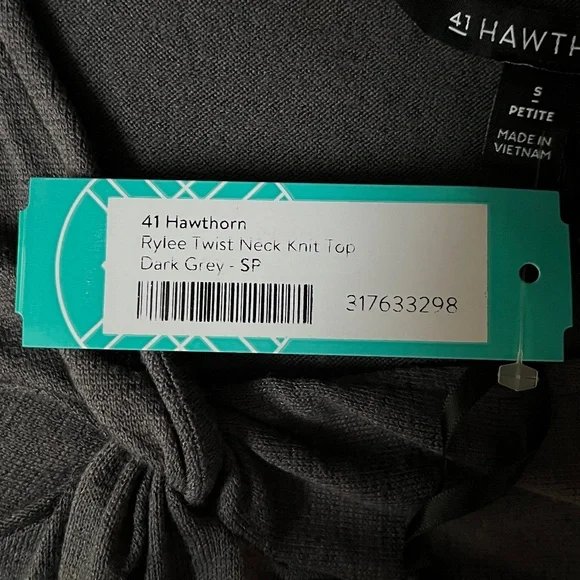 41 HAWTH
S
PETITE
MADE IN
VIETNAM
41 Hawthorn
Rylee Twist Neck Knit Top
Dark Grey - SP
317633298